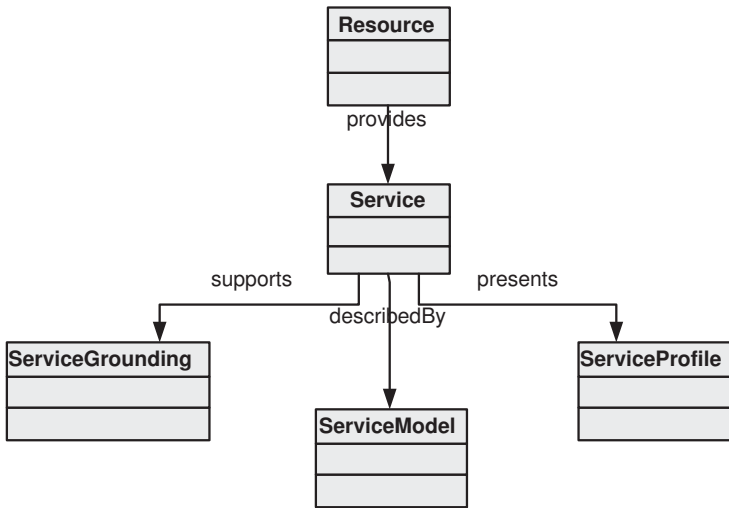 Resource
provides
Service
supports
presents
describedBy
ServiceGrounding
ServiceProfile
ServiceModel